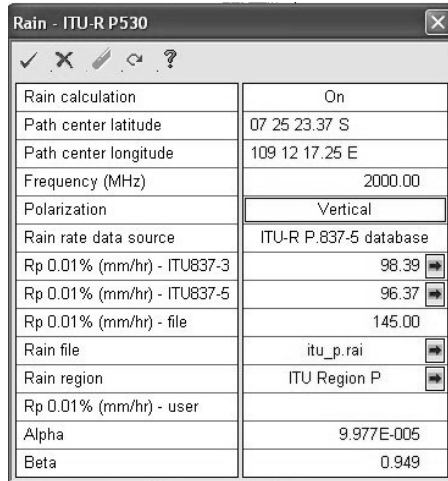 Rain - ITU-R P530
?
Rain calculation On
Path center latitude 07 25 23.37 S
Path center longitude 109 12 17.25 E
Frequency (MHz) 2000.00
Polarization Vertical
Rain rate data source ITU-R P.837-5 database
Rp 0.01% (mm/hr) - ITU837-3 98.39
Rp 0.01% (mm/hr) - ITU837-5 96.37
Rp 0.01% (mm/hr) - file 145.00
Rain file itu_p.rai
Rain region ITU Region P
Rp 0.01% (mm/hr) - user
Alpha 9.977E-005
Beta 0.949